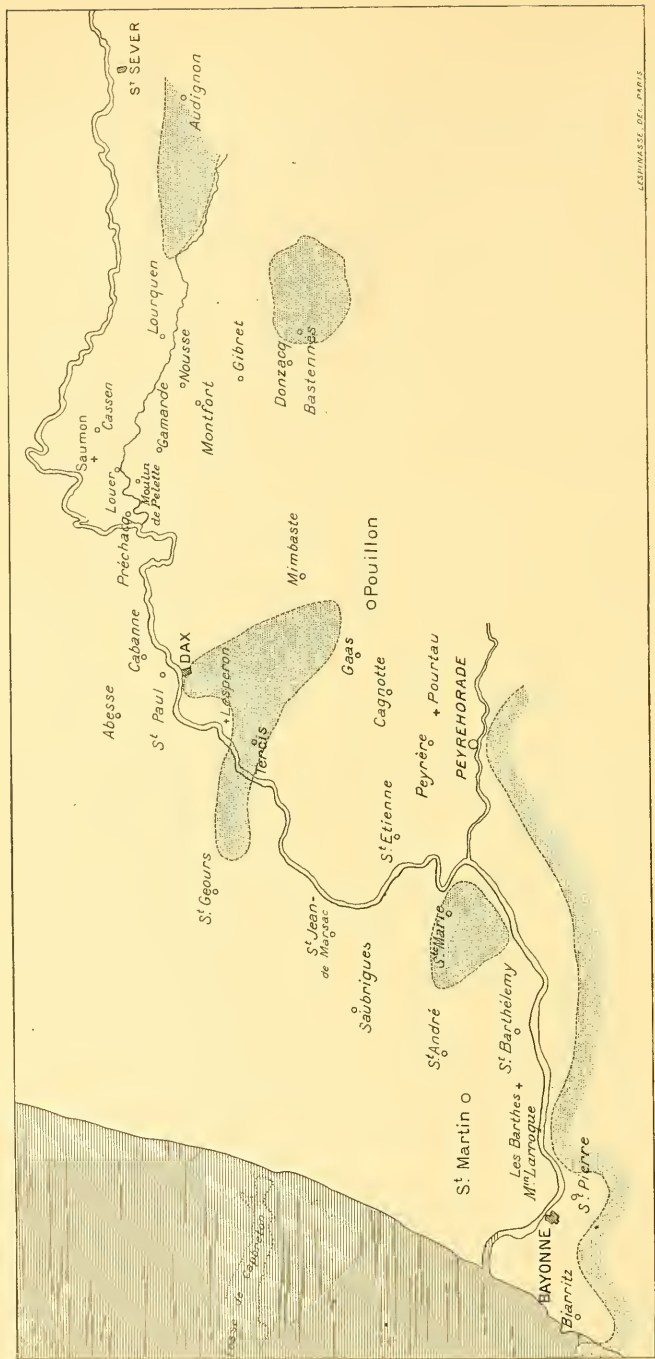 St SEVER
Audignon
Lourquen
Saumon
Cassen
Louer
Gamarde
Nousse
Montfort
Gibret
Donzacq
Bastennes
Préchacq
Moulin
de Pelette
Mimbaste
O Pouillon
Cabanne
Abesse
St Paul
DAX
Lesperon
Tercis
Gaas
Cagnotte
Pourtau
Peyrère
PEYREHORADE
St Etienne
St Geours
St Jean-
de Marsac
Saubrigues
Ste Marie
St André
St Barthélemy
St Martin
Les Barthes
Min Larroque
St Pierre
BAYONNE
Biarritz
Fosse de Capbreton
LESPINASSE. DEL. PARIS